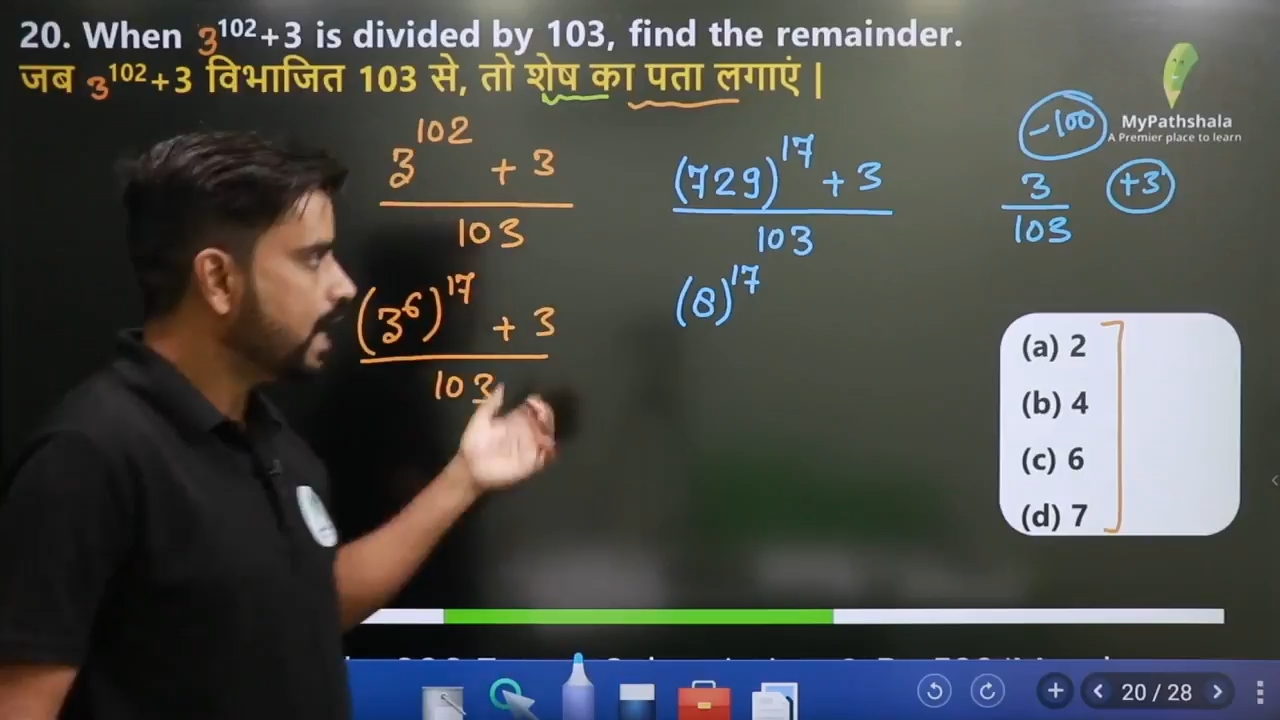 20. When 3^102+3 is divided by 103, find the remainder.
जब 3^102+3 विभाजित 103 से, तो शेष का पता लगाएं |
MyPathshala
A Premier place to learn
3^102 + 3
103
(3^6)^17 + 3
103
(729)^17 + 3
103
(8)^17
-100
3
103
+3
(a) 2
(b) 4
(c) 6
(d) 7
20 / 28